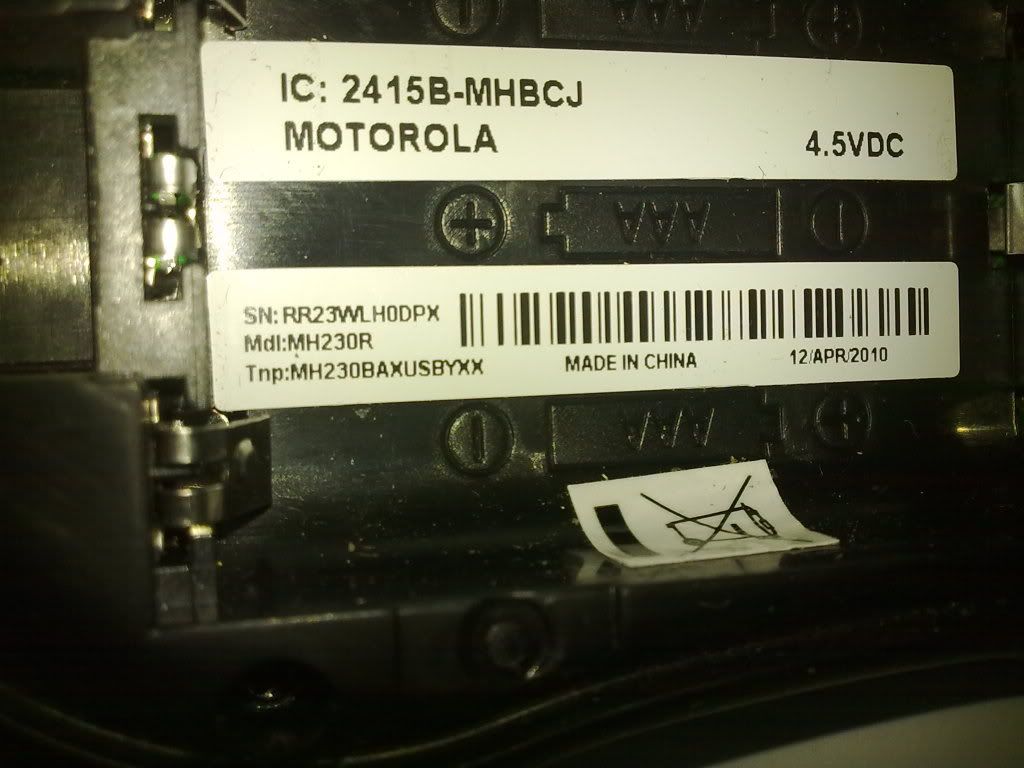 IC: 2415B-MHBCJ
MOTOROLA
4.5VDC
AAA
SN: RR23WLH0DPX
Mdl:MH230R
Tnp:MH230BAXUSBYXX
MADE IN CHINA
12/APR/2010
AAA